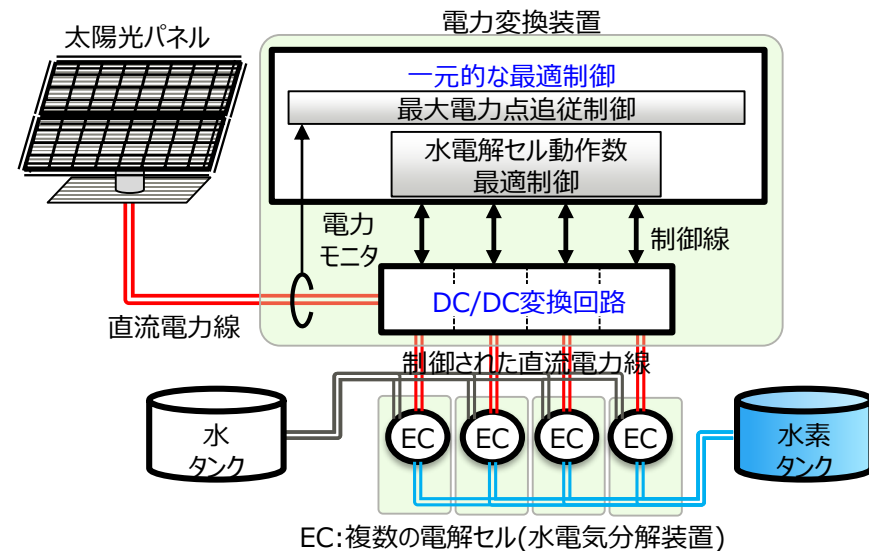 電力変換装置
太陽光パネル
一元的な最適制御
最大電力点追従制御
水電解セル動作数
最適制御
電力
モニタ
制御線
DC/DC変換回路
直流電力線
制御された直流電力線
水
タンク
EC
EC
EC
EC
水素
タンク
EC:複数の電解セル(水電気分解装置)